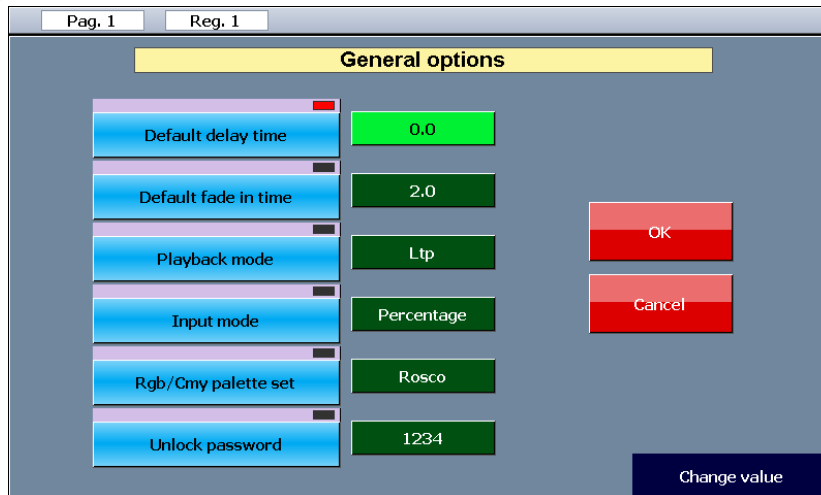 Pag. 1 Reg. 1
General options
Default delay time 0.0
Default fade in time 2.0
Playback mode Ltp
Input mode Percentage
Rgb/Cmy palette set Rosco
Unlock password 1234
OK
Cancel
Change value